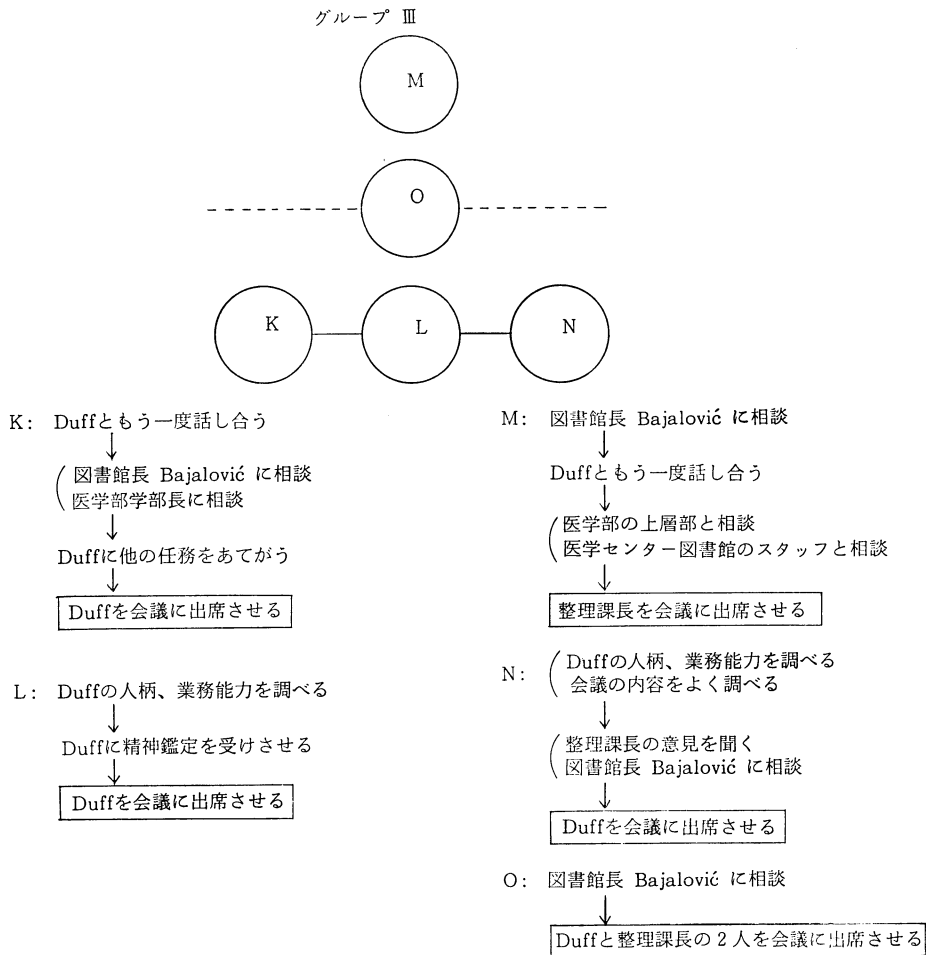 グループ Ⅲ
M
O
K
L
N
K: Duffともう一度話し合う
図書館長 Bajalović に相談
医学部学部長に相談
Duffに他の任務をあてがう
Duffを会議に出席させる
L: Duffの人柄、業務能力を調べる
Duffに精神鑑定を受けさせる
Duffを会議に出席させる
M: 図書館長 Bajalović に相談
Duffともう一度話し合う
医学部の上層部と相談
医学センター図書館のスタッフと相談
整理課長を会議に出席させる
N: Duffの人柄、業務能力を調べる
会議の内容をよく調べる
整理課長の意見を聞く
図書館長 Bajalović に相談
Duffを会議に出席させる
O: 図書館長 Bajalović に相談
Duffと整理課長の2人を会議に出席させる